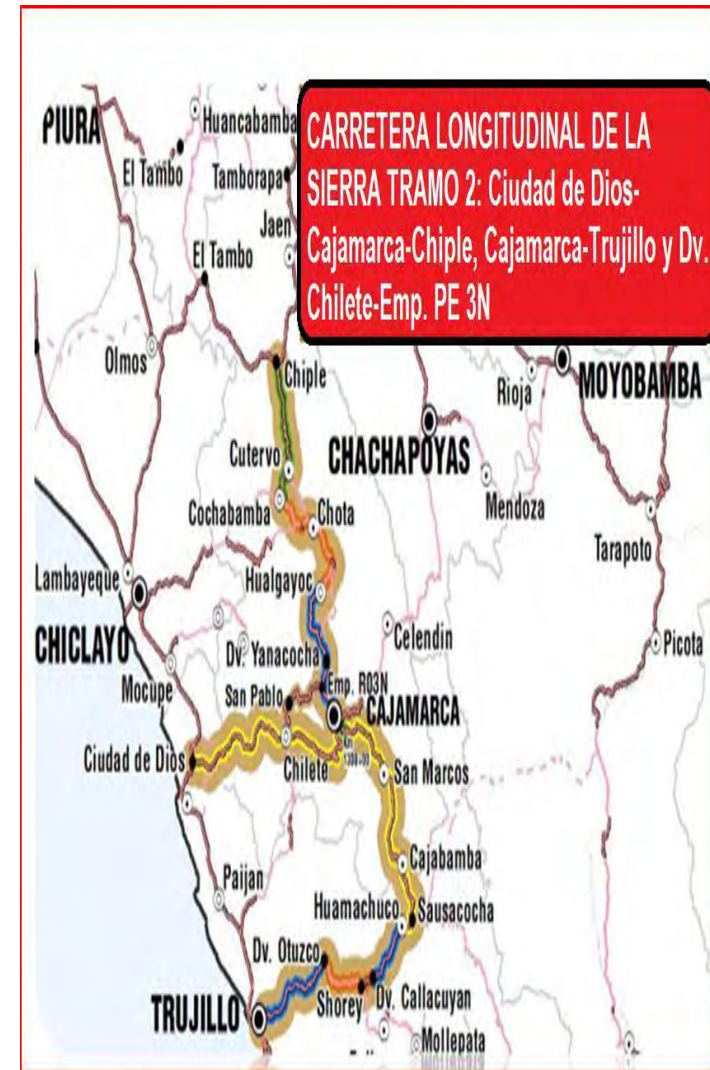 CARRETERA LONGITUDINAL DE LA
SIERRA TRAMO 2: Ciudad de Dios-
Cajamarca-Chiple, Cajamarca-Trujillo y Dv.
Chilete-Emp. PE 3N
PIURA
Huancabamba
El Tambo
Tamborapa
Jaen
El Tambo
Olmos
Chiple
Rioja
MOYOBAMBA
Cutervo
CHACHAPOYAS
Mendoza
Cochabamba
Chota
Tarapoto
Lambayeque
Hualgayoc
CHICLAYO
Celendin
Picota
Dv. Yanacocha
Mocupe
San Pablo
Emp. R03N
CAJAMARCA
Ciudad de Dios
Chilete
San Marcos
Cajabamba
Paijan
Huamachuco
Sausacocha
Dv. Otuzco
Shorey
Dv. Callacuyan
TRUJILLO
Mollepata